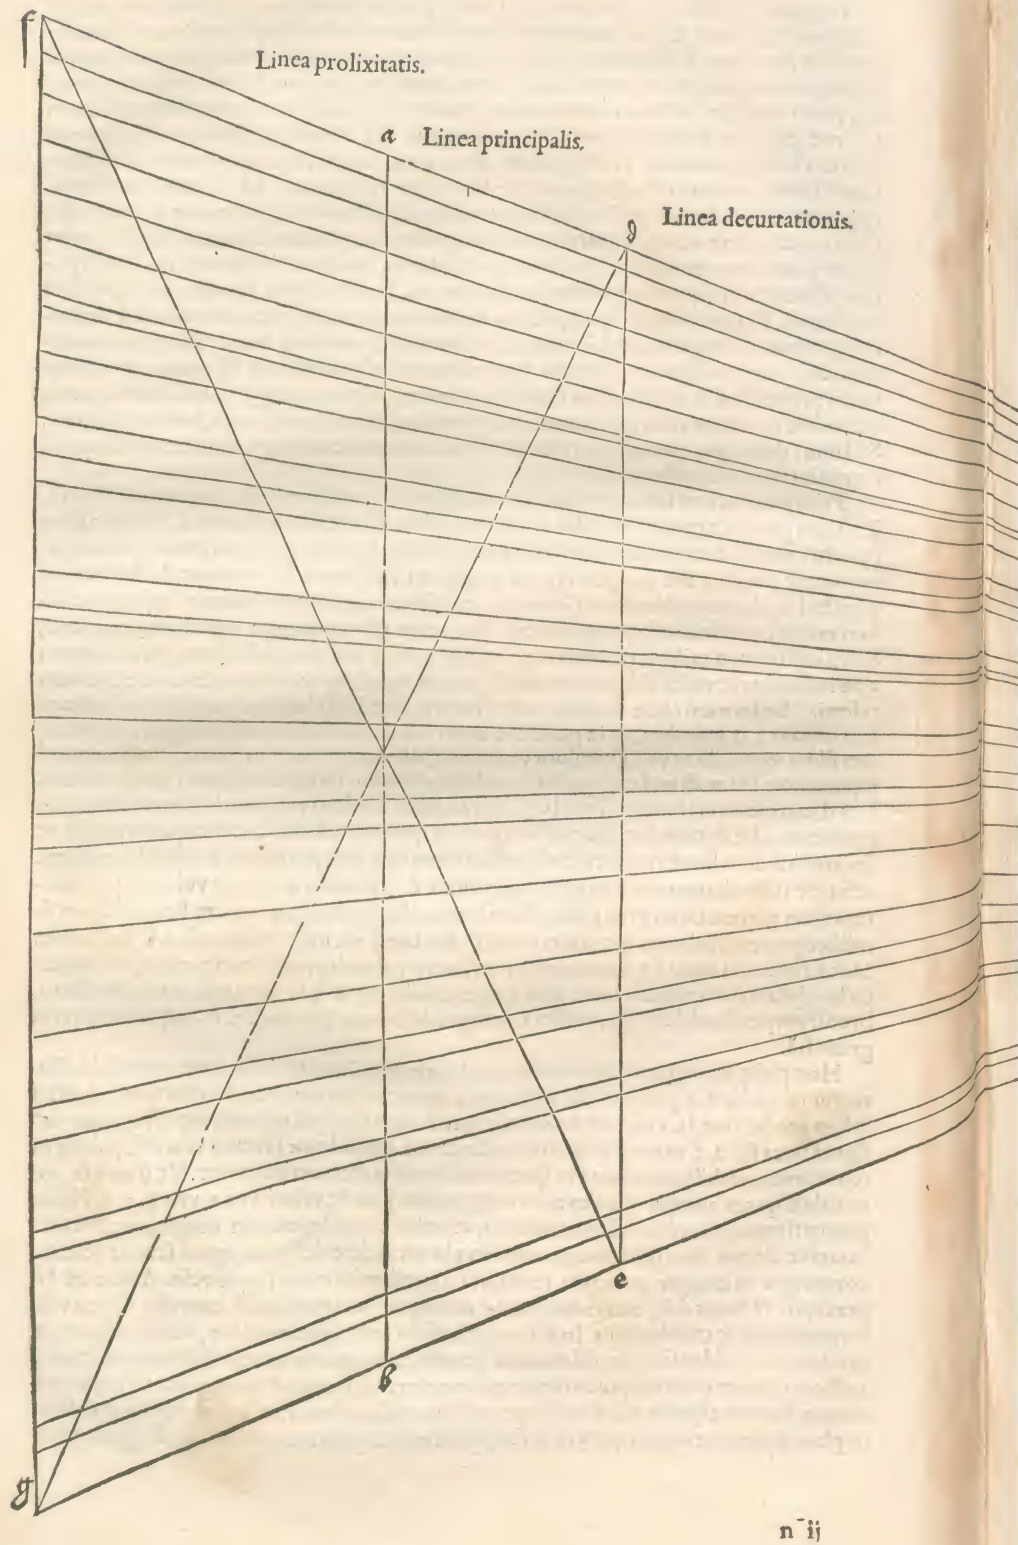 f
Linea prolixitatis.
a Linea principalis.
d Linea decurtationis.
e
b
g
n ij